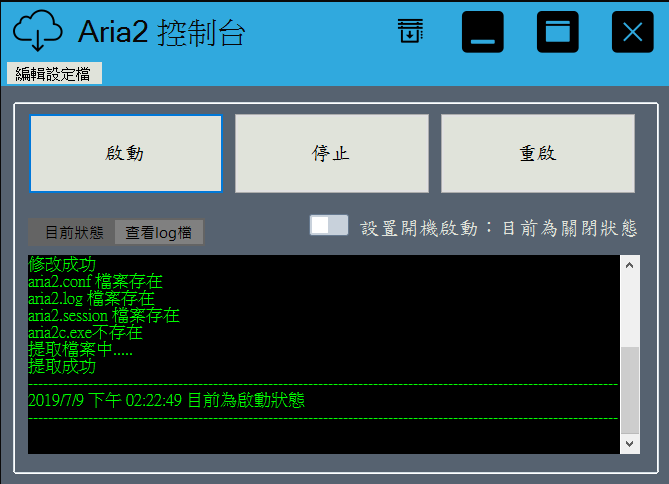 Aria2 控制台
編輯設定檔
啟動
停止
重啟
目前狀態
查看log檔
設置開機啟動：目前為關閉狀態
修改成功
aria2.conf 檔案存在
aria2.log 檔案存在
aria2.session 檔案存在
aria2c.exe不存在
提取檔案中.....
提取成功
2019/7/9 下午 02:22:49 目前為啟動狀態